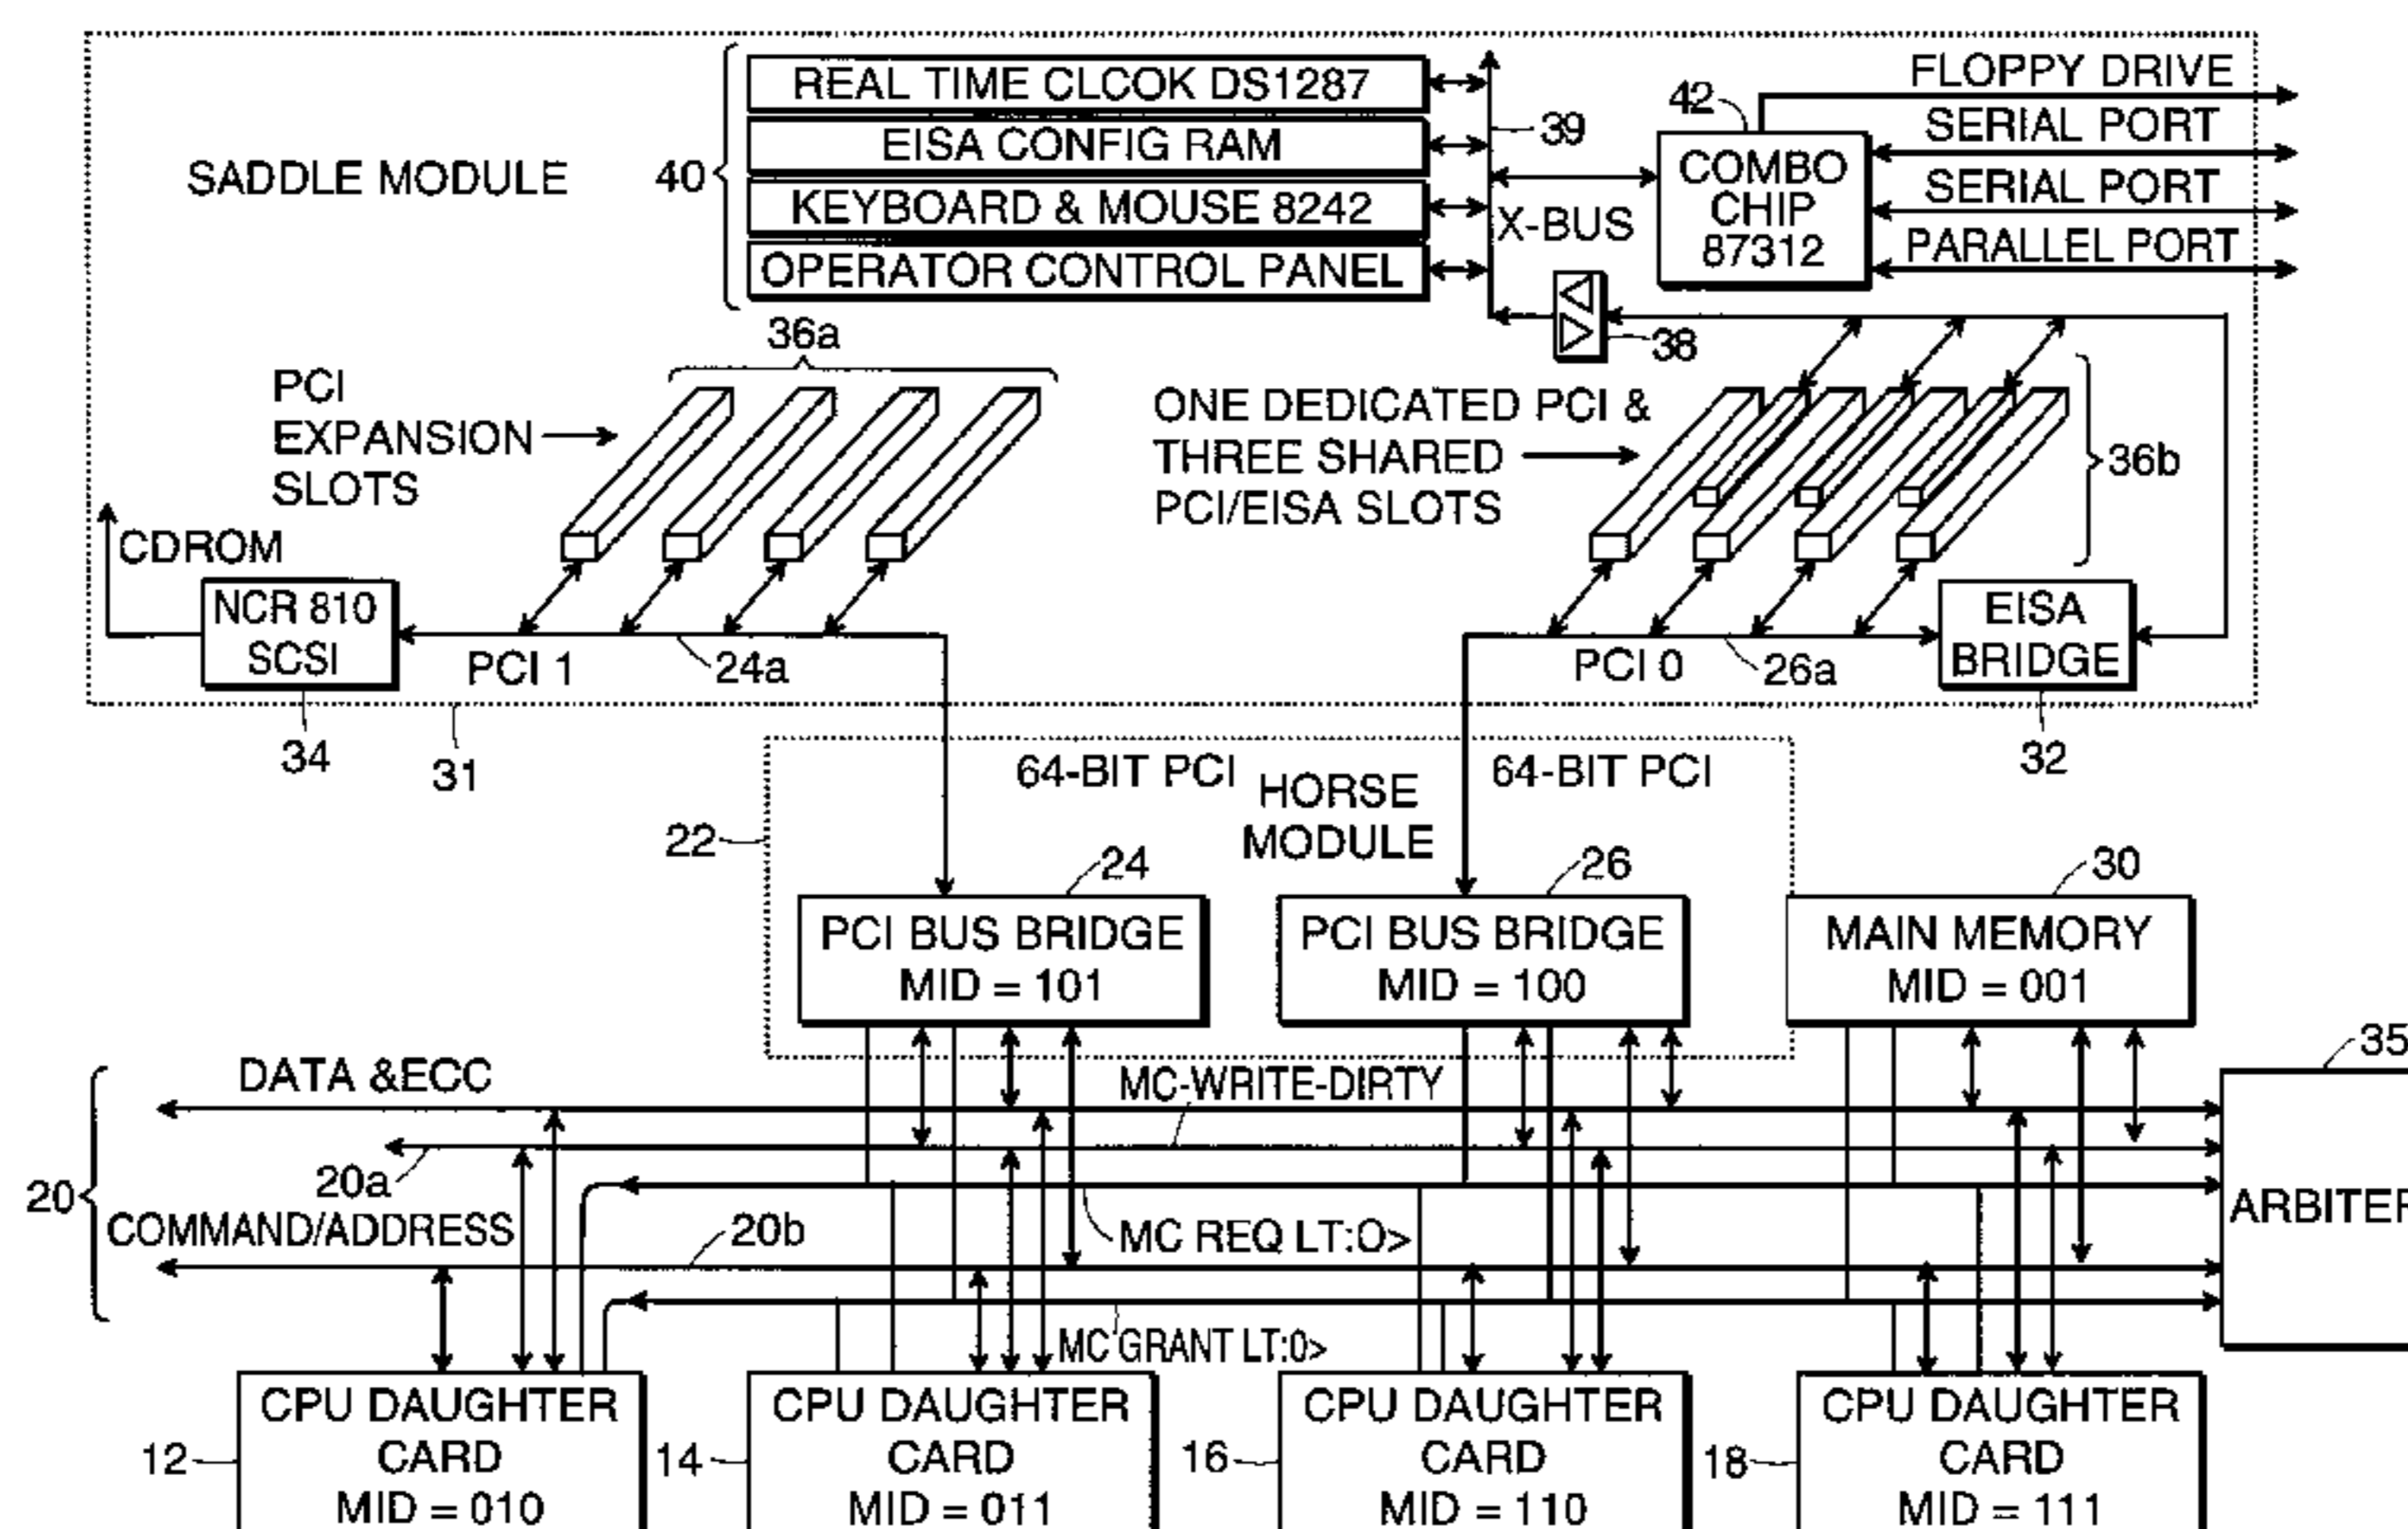 REAL TIME CLCOK DS1287
EISA CONFIG RAM
KEYBOARD & MOUSE 8242
OPERATOR CONTROL PANEL
40
SADDLE MODULE
39
X-BUS
42
COMBO
CHIP
87312
FLOPPY DRIVE
SERIAL PORT
SERIAL PORT
PARALLEL PORT
38
36a
PCI
EXPANSION
SLOTS
ONE DEDICATED PCI &
THREE SHARED
PCI/EISA SLOTS
36b
CDROM
NCR 810
SCSI
PCI 1
24a
PCI 0
26a
EISA
BRIDGE
34
31
32
64-BIT PCI
HORSE
MODULE
64-BIT PCI
22
24
26
30
PCI BUS BRIDGE
MID = 101
PCI BUS BRIDGE
MID = 100
MAIN MEMORY
MID = 001
35
DATA &ECC
MC-WRITE-DIRTY
20
20a
ARBITER
COMMAND/ADDRESS
20b
MC REQ LT:O>
MC GRANT LT:0>
12
CPU DAUGHTER
CARD
MID = 010
14
CPU DAUGHTER
CARD
MID = 011
16
CPU DAUGHTER
CARD
MID = 110
18
CPU DAUGHTER
CARD
MID = 111